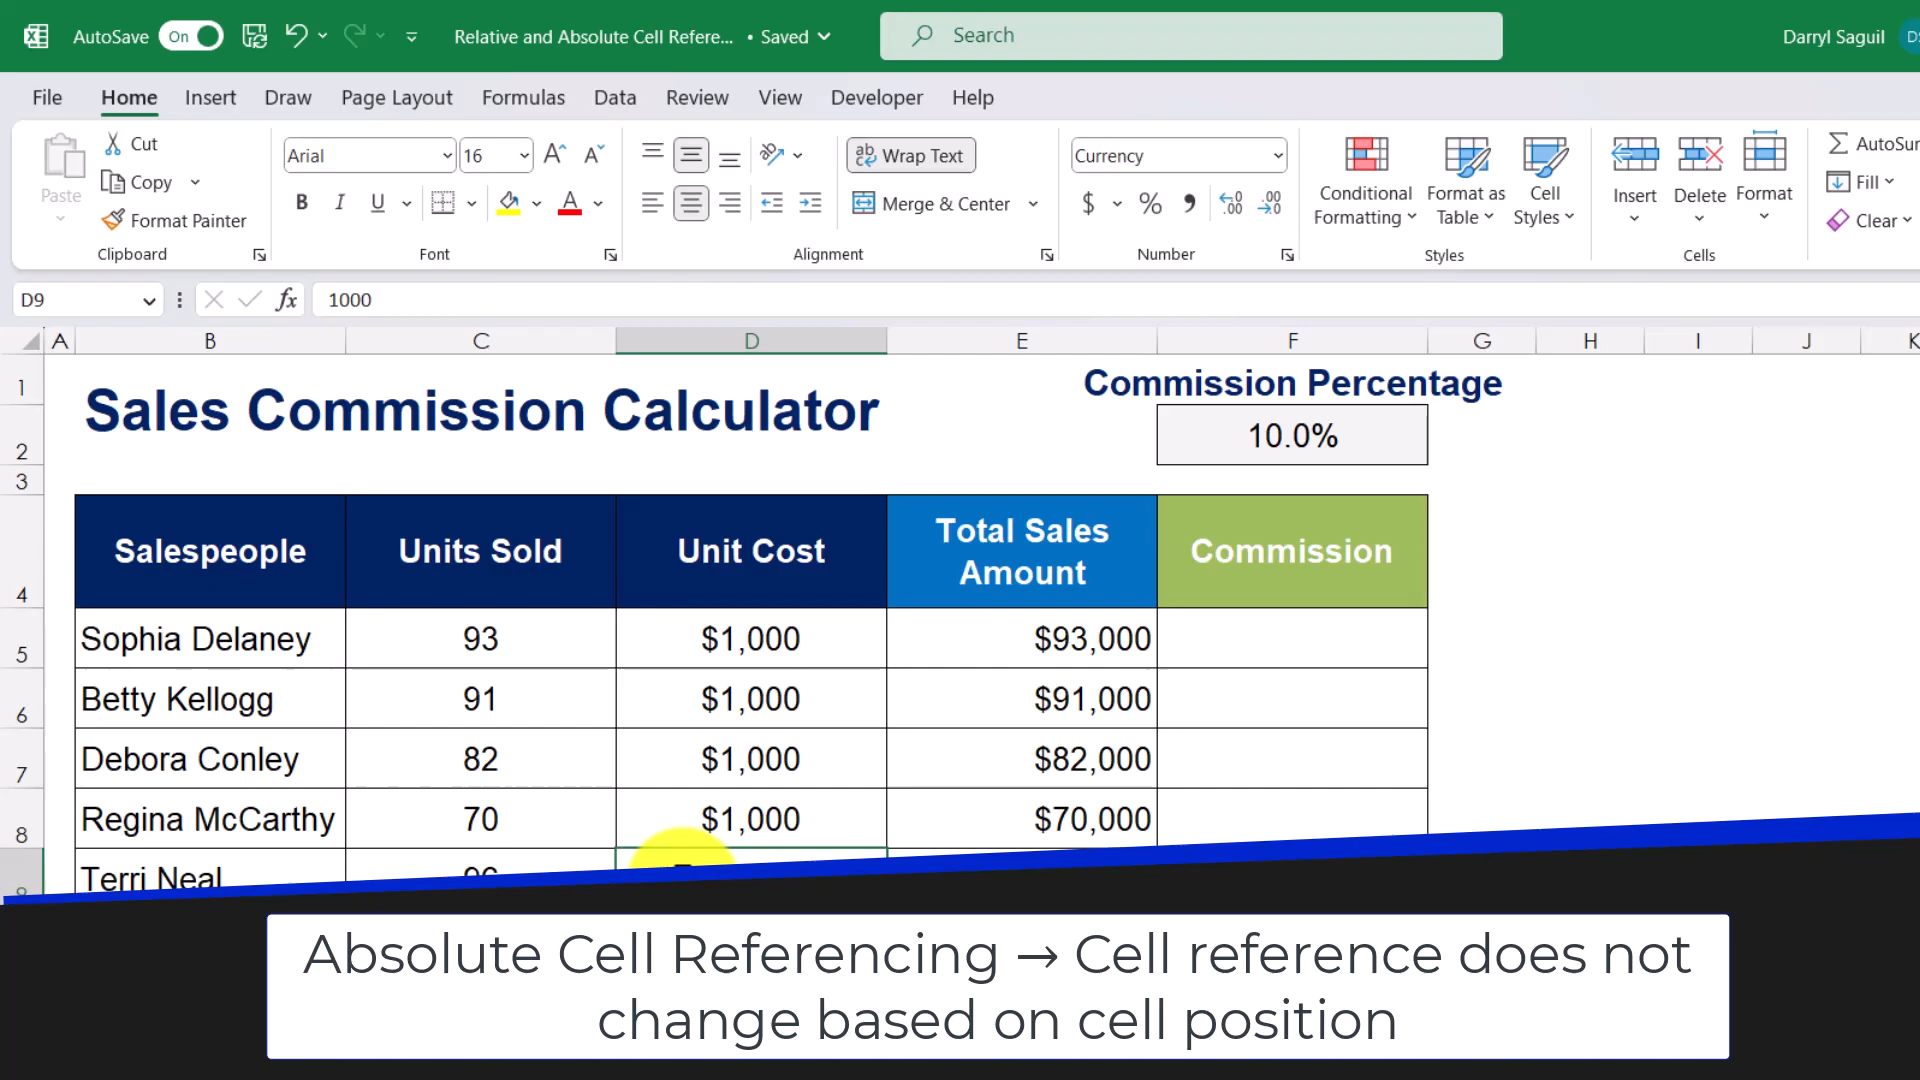 AutoSave On Relative and Absolute Cell Refere... • Saved Search Darryl Saguil
File Home Insert Draw Page Layout Formulas Data Review View Developer Help
Paste Cut Copy Format Painter Clipboard
Arial 16 B I U A Font
Wrap Text Merge & Center Alignment
Currency $ % Number
Conditional Formatting Format as Table Cell Styles Styles
Insert Delete Format Cells
Fill Clear
D9 fx 1000
A B C D E F G H I J K
1 Sales Commission Calculator Commission Percentage
2 10.0%
3
4 Salespeople Units Sold Unit Cost Total Sales Amount Commission
5 Sophia Delaney 93 $1,000 $93,000
6 Betty Kellogg 91 $1,000 $91,000
7 Debora Conley 82 $1,000 $82,000
8 Regina McCarthy 70 $1,000 $70,000
Terri Neal
Absolute Cell Referencing → Cell reference does not
change based on cell position